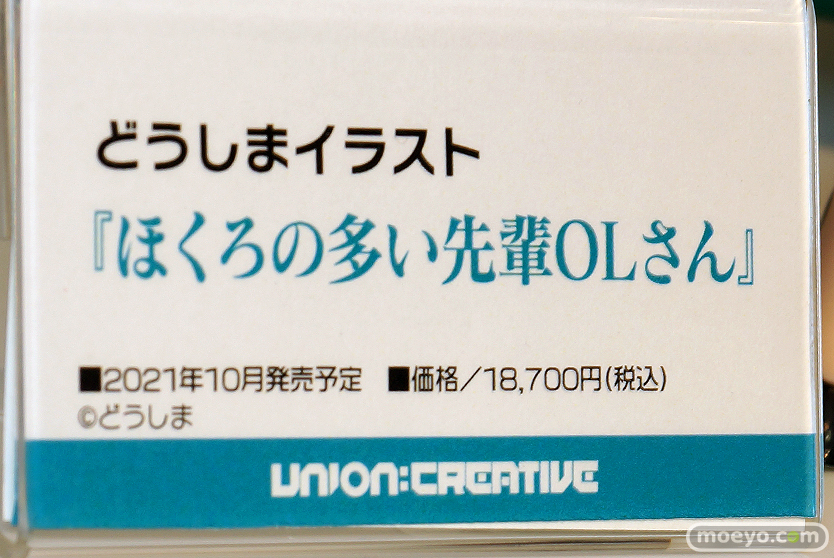 どうしまイラスト
『ほくろの多い先輩OLさん』
■2021年10月発売予定 ■価格/18,700円(税込)
©どうしま
UNION:CREATIVE
moeyo.com